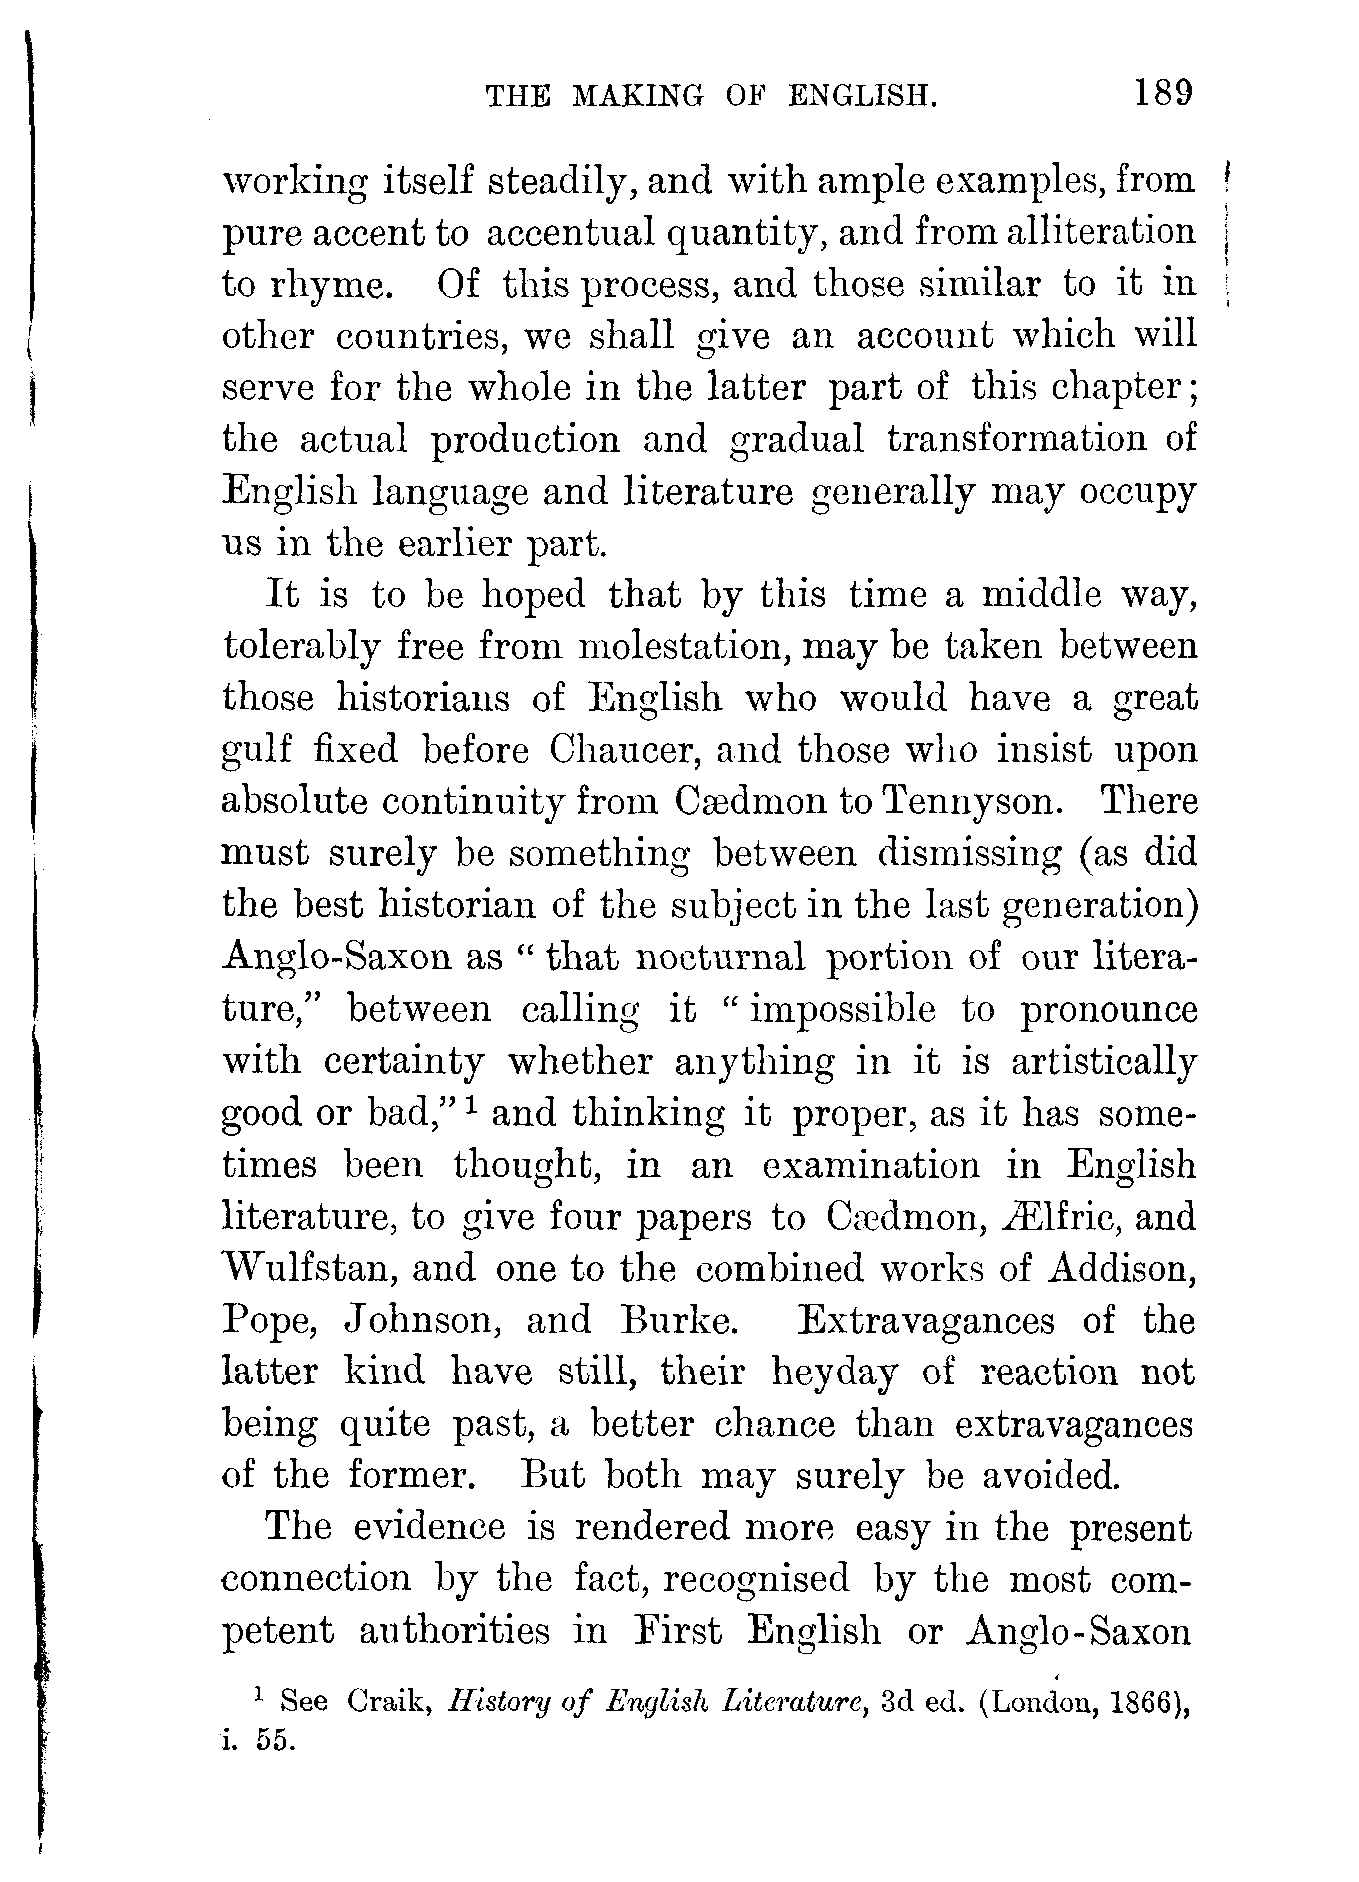 THE MAKING OF ENGLISH. 189
working itself steadily, and with ample examples, from
pure accent to accentual quantity, and from alliteration
to rhyme. Of this process, and those similar to it in
other countries, we shall give an account which will
serve for the whole in the latter part of this chapter;
the actual production and gradual transformation of
English language and literature generally may occupy
us in the earlier part.
It is to be hoped that by this time a middle way,
tolerably free from molestation, may be taken between
those historians of English who would have a great
gulf fixed before Chaucer, and those who insist upon
absolute continuity from Cædmon to Tennyson. There
must surely be something between dismissing (as did
the best historian of the subject in the last generation)
Anglo-Saxon as “ that nocturnal portion of our litera-
ture,” between calling it “ impossible to pronounce
with certainty whether anything in it is artistically
good or bad,” ¹ and thinking it proper, as it has some-
times been thought, in an examination in English
literature, to give four papers to Cædmon, Ælfric, and
Wulfstan, and one to the combined works of Addison,
Pope, Johnson, and Burke. Extravagances of the
latter kind have still, their heyday of reaction not
being quite past, a better chance than extravagances
of the former. But both may surely be avoided.
The evidence is rendered more easy in the present
connection by the fact, recognised by the most com-
petent authorities in First English or Anglo-Saxon
¹ See Craik, History of English Literature, 3d ed. (London, 1866),
i. 55.